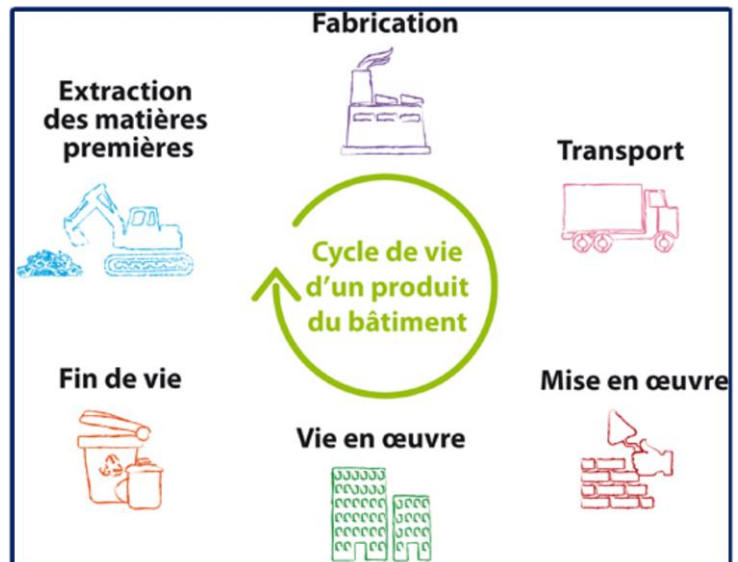 Fabrication
Extraction
des matières
premières
Transport
Cycle de vie
d'un produit
du bâtiment
Fin de vie
Mise en œuvre
Vie en œuvre